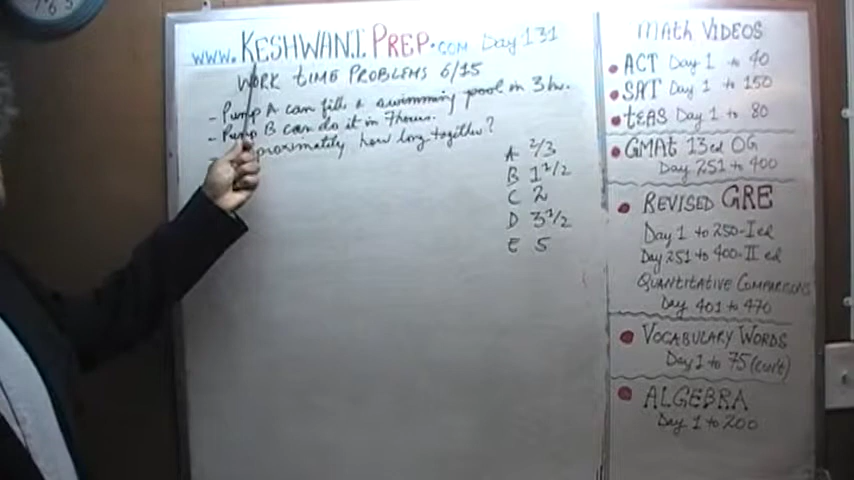 www.KESHWANI PREP.COM Day 131
WORK TIME PROBLEMS 6/15
- Pump A can fills a swimming pool in 3 hr.
- Pump B can do it in 7 hours.
- proximately how long together?
A 2/3
B 1 1/2
C 2
D 3 1/2
E 5
Math VIDEOS
ACT Day 1 to 40
SAT Day 1 to 150
tEAS Day 1 to 80
GMAt 13ed OG
Day 251 to 400
REVISED GRE
Day 1 to 250-I ed
Day 251 to 400-II ed
QUANTITATIVE COMPARISONS
Day 401 to 470
VOCABULARY WORDS
Day 1 to 75
ALGEBRA
Day 1 to 200